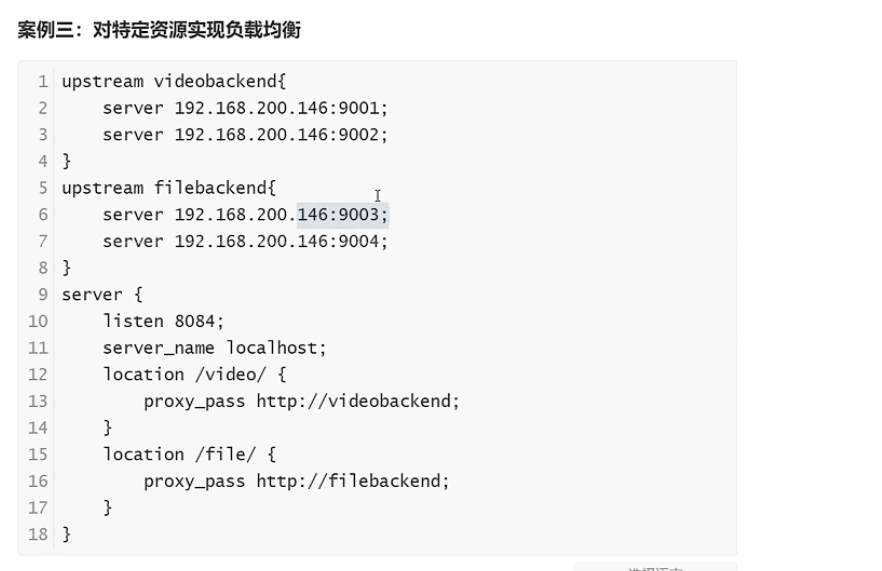 案例三：对特定资源实现负载均衡
1 upstream videobackend{
2     server 192.168.200.146:9001;
3     server 192.168.200.146:9002;
4 }
5 upstream filebackend{
6     server 192.168.200.146:9003;
7     server 192.168.200.146:9004;
8 }
9 server {
10     listen 8084;
11     server_name localhost;
12     location /video/ {
13         proxy_pass http://videobackend;
14     }
15     location /file/ {
16         proxy_pass http://filebackend;
17     }
18 }